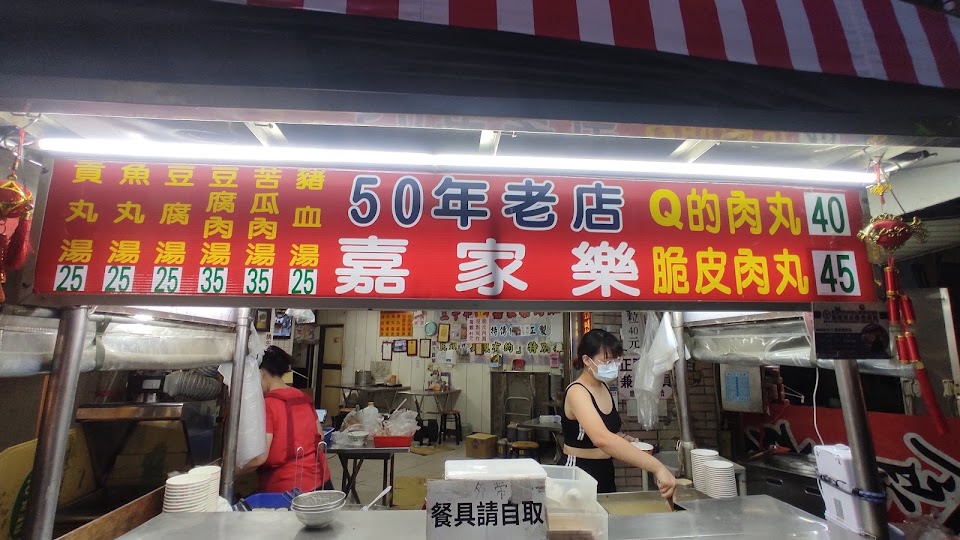 貢丸湯 25
魚丸湯 25
豆腐湯 25
豆腐肉湯 35
苦瓜肉湯 35
豬血湯 25
50年老店
嘉家樂
Q的肉丸 40
脆皮肉丸 45
餐具請自取